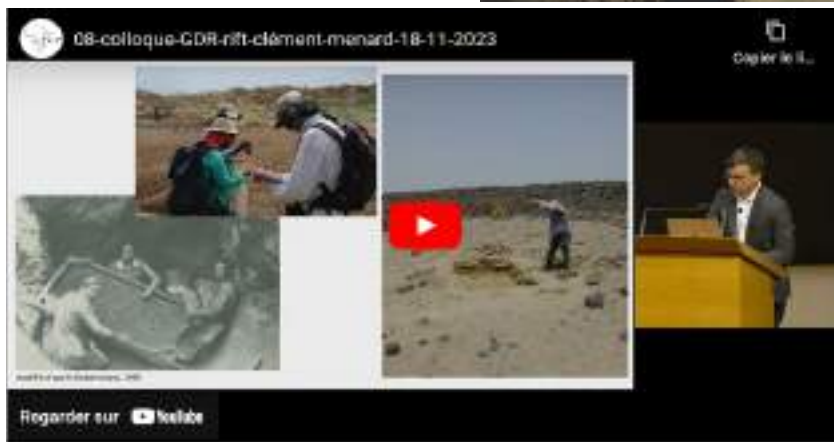 08-colloque-GDR-rift-clément-menard-18-11-2023
Copier le li...
Regarder sur YouTube